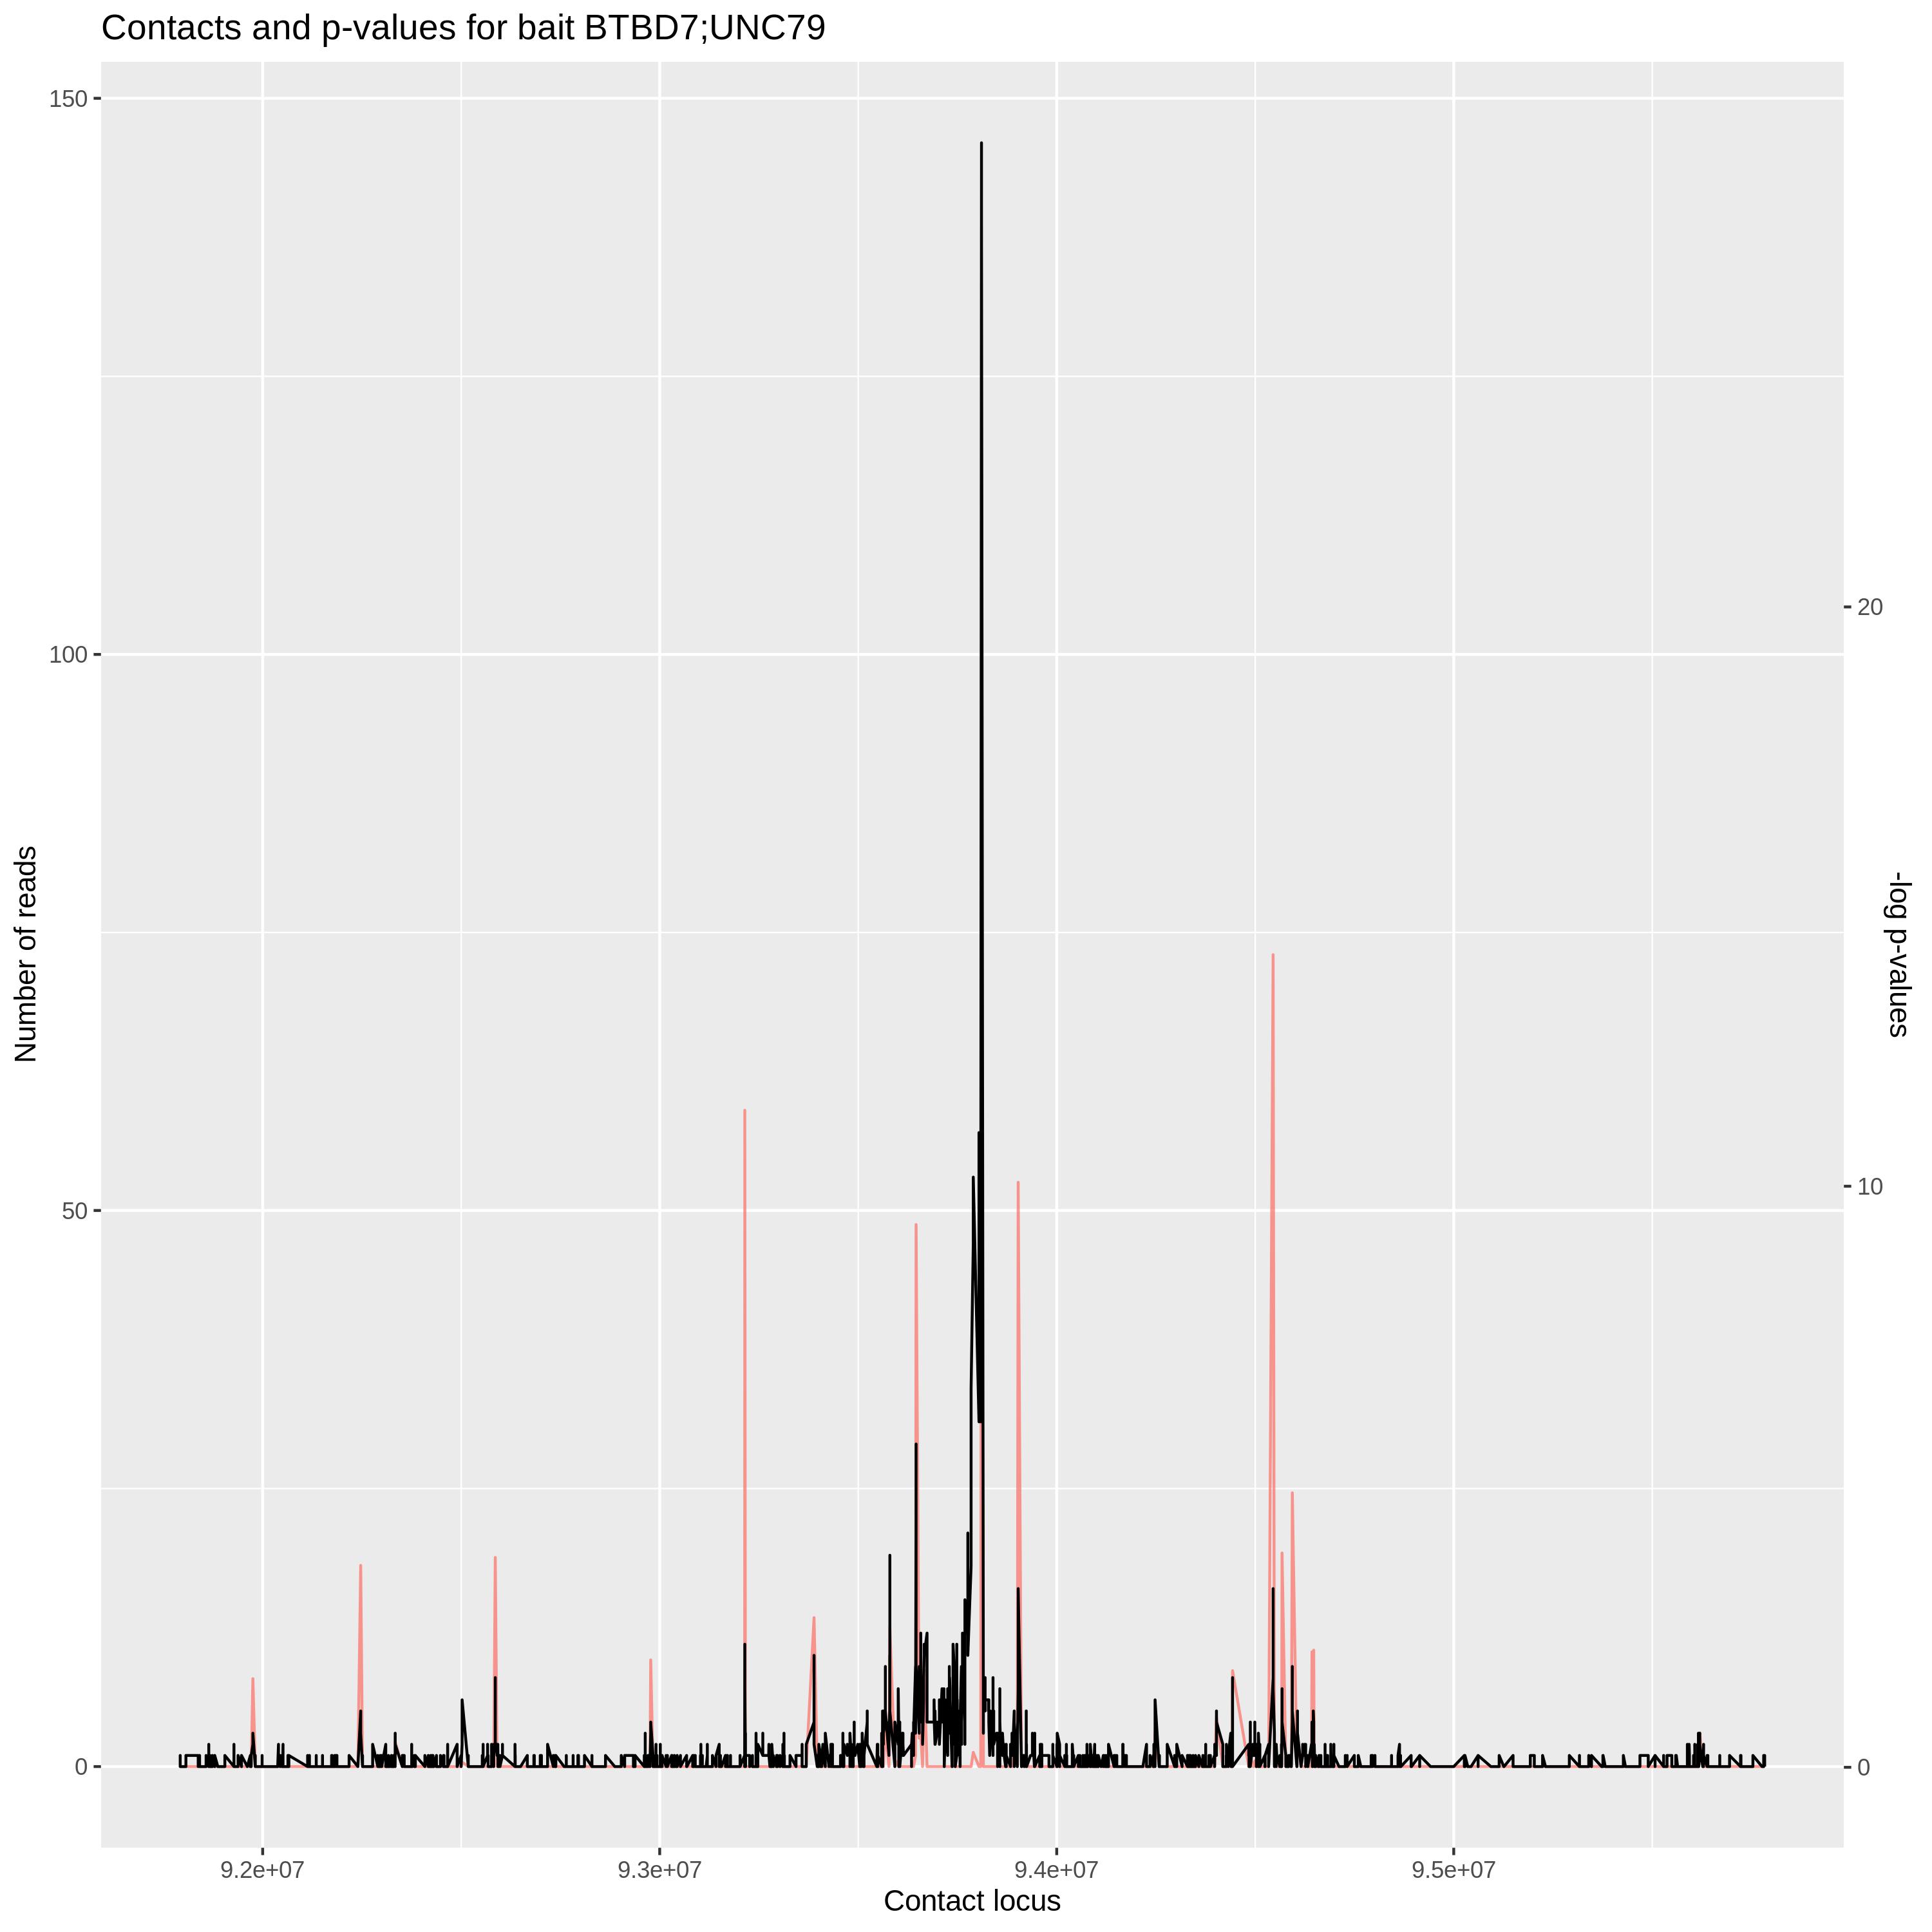 Contacts and p-values for bait BTBD7;UNC79
150
100
50
0
Number of reads
20
10
0
-log p-values
9.2e+07 9.3e+07 9.4e+07 9.5e+07
Contact locus